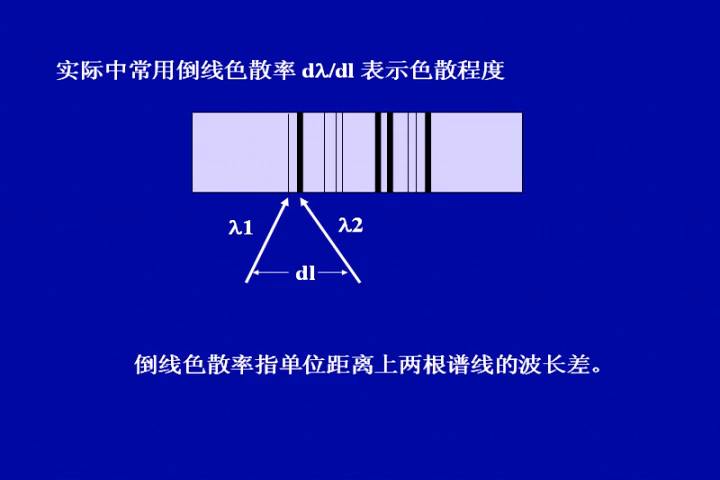 实际中常用倒线色散率 dλ/dl 表示色散程度
λ1
λ2
dl
倒线色散率指单位距离上两根谱线的波长差。